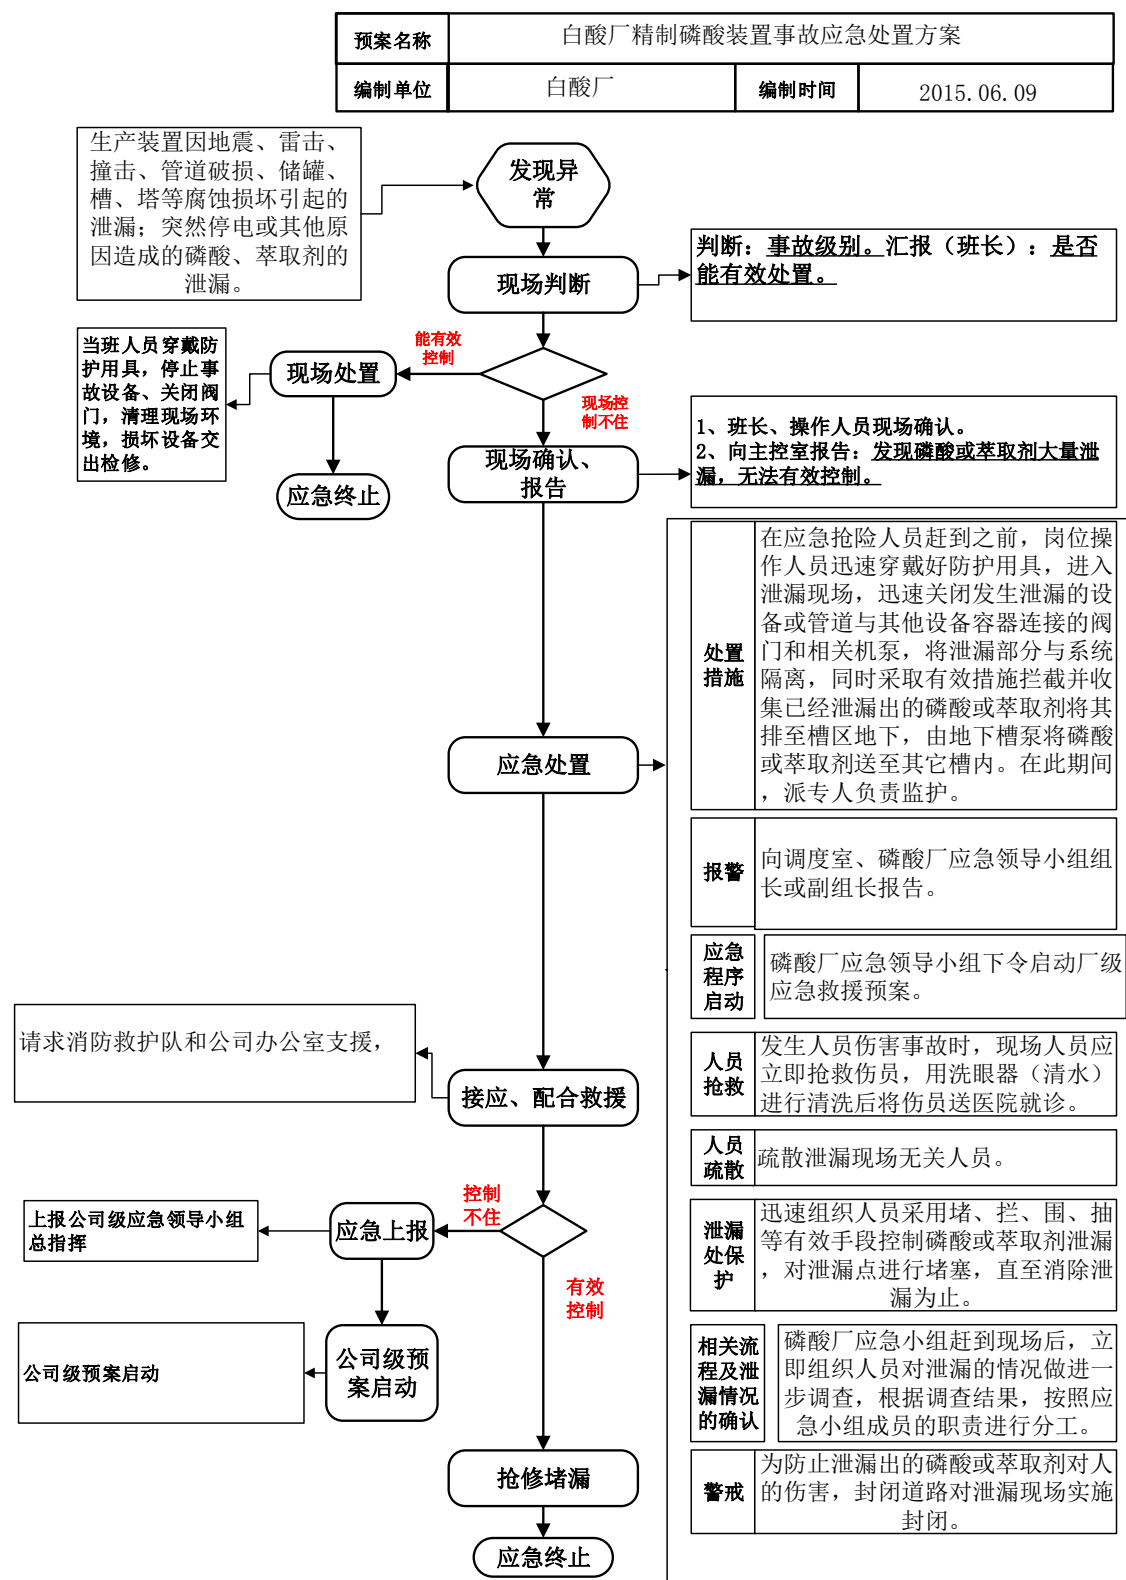 预案名称
白酸厂精制磷酸装置事故应急处置方案
编制单位
白酸厂
编制时间
2015.06.09
生产装置因地震、雷击、
撞击、管道破损、储罐、
槽、塔等腐蚀损坏引起的
泄漏；突然停电或其他原
因造成的磷酸、萃取剂的
泄漏。
发现异
常
现场判断
判断：事故级别。汇报（班长）：是否
能有效处置。
能有效
控制
当班人员穿戴防
护用具，停止事
故设备、关闭阀
门，清理现场环
境，损坏设备交
出检修。
现场处置
应急终止
现场控
制不住
现场确认、
报告
1、班长、操作人员现场确认。
2、向主控室报告：发现磷酸或萃取剂大量泄
漏，无法有效控制。
应急处置
处置
措施
在应急抢险人员赶到之前，岗位操
作人员迅速穿戴好防护用具，进入
泄漏现场，迅速关闭发生泄漏的设
备或管道与其他设备容器连接的阀
门和相关机泵，将泄漏部分与系统
隔离，同时采取有效措施拦截并收
集已经泄漏出的磷酸或萃取剂将其
排至槽区地下，由地下槽泵将磷酸
或萃取剂送至其它槽内。在此期间
，派专人负责监护。
报警
向调度室、磷酸厂应急领导小组组
长或副组长报告。
应急
程序
启动
磷酸厂应急领导小组下令启动厂级
应急救援预案。
人员
抢救
发生人员伤害事故时，现场人员应
立即抢救伤员，用洗眼器（清水）
进行清洗后将伤员送医院就诊。
人员
疏散
疏散泄漏现场无关人员。
泄漏
处保
护
迅速组织人员采用堵、拦、围、抽
等有效手段控制磷酸或萃取剂泄漏
，对泄漏点进行堵塞，直至消除泄
漏为止。
相关流
程及泄
漏情况
的确认
磷酸厂应急小组赶到现场后，立
即组织人员对泄漏的情况做进一
步调查，根据调查结果，按照应
急小组成员的职责进行分工。
警戒
为防止泄漏出的磷酸或萃取剂对人
的伤害，封闭道路对泄漏现场实施
封闭。
请求消防救护队和公司办公室支援，
接应、配合救援
控制
不住
应急上报
上报公司级应急领导小组
总指挥
有效
控制
公司级预
案启动
公司级预案启动
抢修堵漏
应急终止